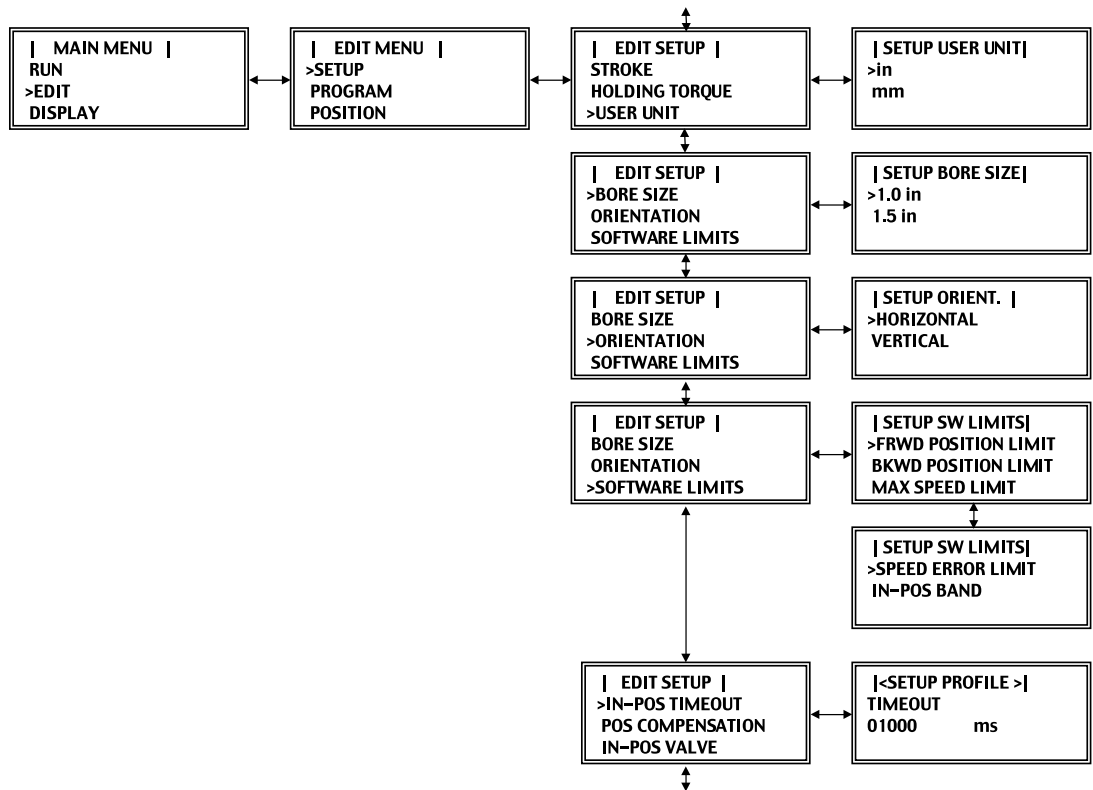 | MAIN MENU |
RUN
>EDIT
DISPLAY
| EDIT MENU |
>SETUP
PROGRAM
POSITION
| EDIT SETUP |
STROKE
HOLDING TORQUE
>USER UNIT
| SETUP USER UNIT|
>in
mm
| EDIT SETUP |
>BORE SIZE
ORIENTATION
SOFTWARE LIMITS
| SETUP BORE SIZE|
>1.0 in
1.5 in
| EDIT SETUP |
BORE SIZE
>ORIENTATION
SOFTWARE LIMITS
| SETUP ORIENT. |
>HORIZONTAL
VERTICAL
| EDIT SETUP |
BORE SIZE
ORIENTATION
>SOFTWARE LIMITS
| SETUP SW LIMITS|
>FRWD POSITION LIMIT
BKWD POSITION LIMIT
MAX SPEED LIMIT
| SETUP SW LIMITS|
>SPEED ERROR LIMIT
IN-POS BAND
| EDIT SETUP |
>IN-POS TIMEOUT
POS COMPENSATION
IN-POS VALVE
|<SETUP PROFILE >|
TIMEOUT
01000 ms